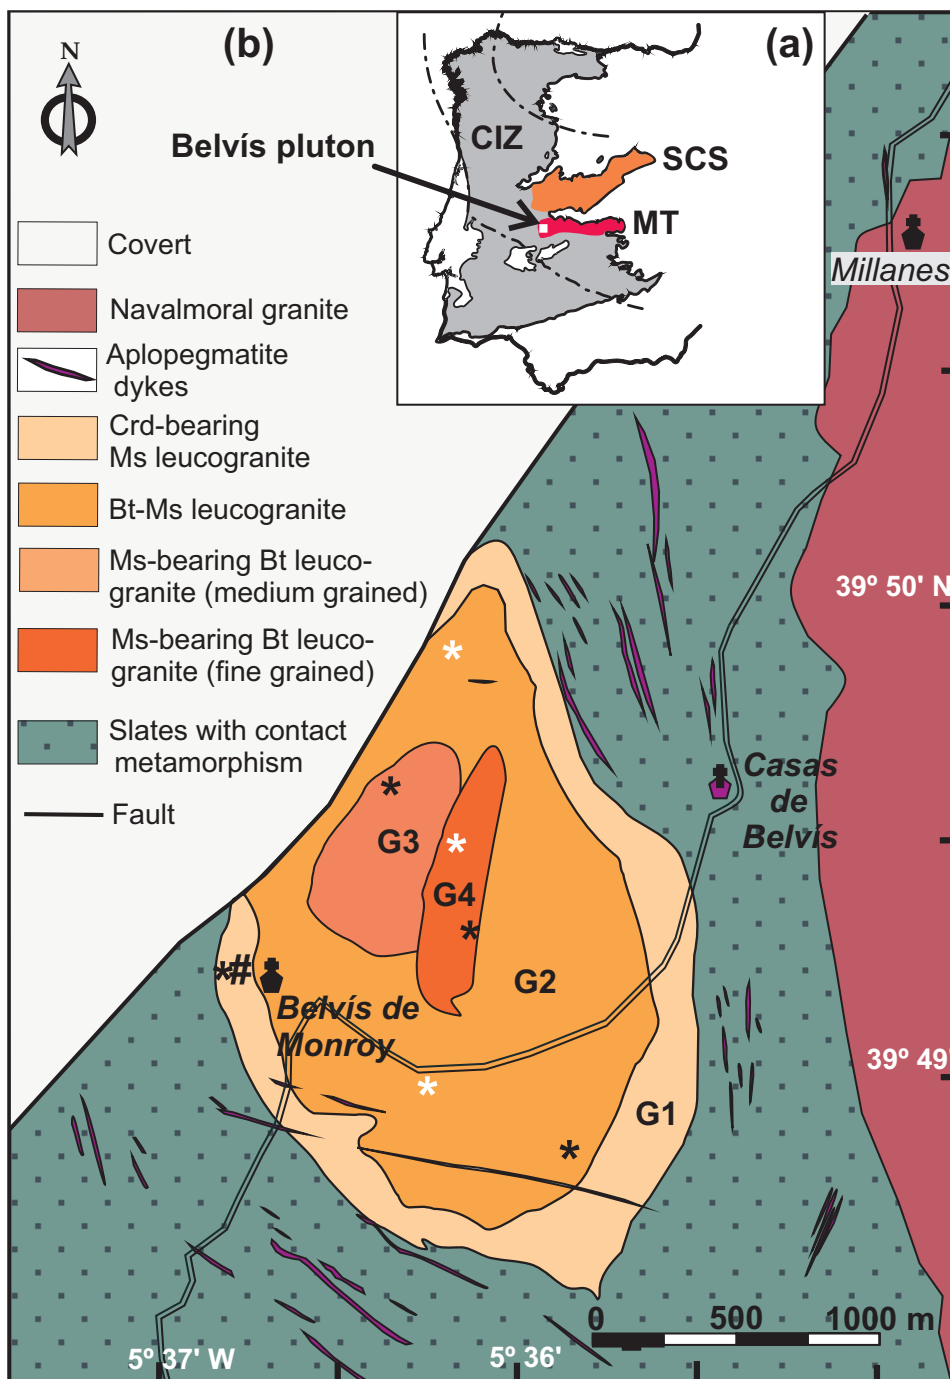 (b)
(a)
N
CIZ
Belvís pluton
SCS
MT
Millanes
Covert
Navalmoral granite
Aplopegmatite
dykes
Crd-bearing
Ms leucogranite
Bt-Ms leucogranite
Ms-bearing Bt leuco-
granite (medium grained)
Ms-bearing Bt leuco-
granite (fine grained)
Slates with contact
metamorphism
Fault
39º 50' N
*
*
Casas
de
Belvís
G3
*
G4
*
*#
G2
Belvís de
Monroy
39º 49'
*
G1
*
0 500 1000 m
5º 37' W
5º 36'